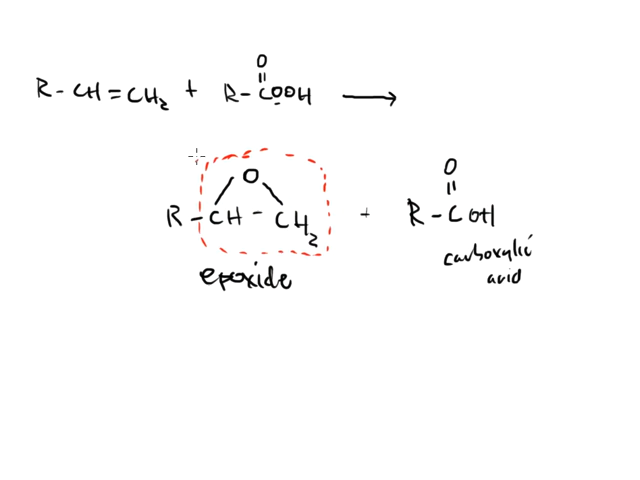 O
R-CH=CH2 + R-COOH
O
O
R-CH-CH2 + R-COH
epoxide
carboxylic
acid